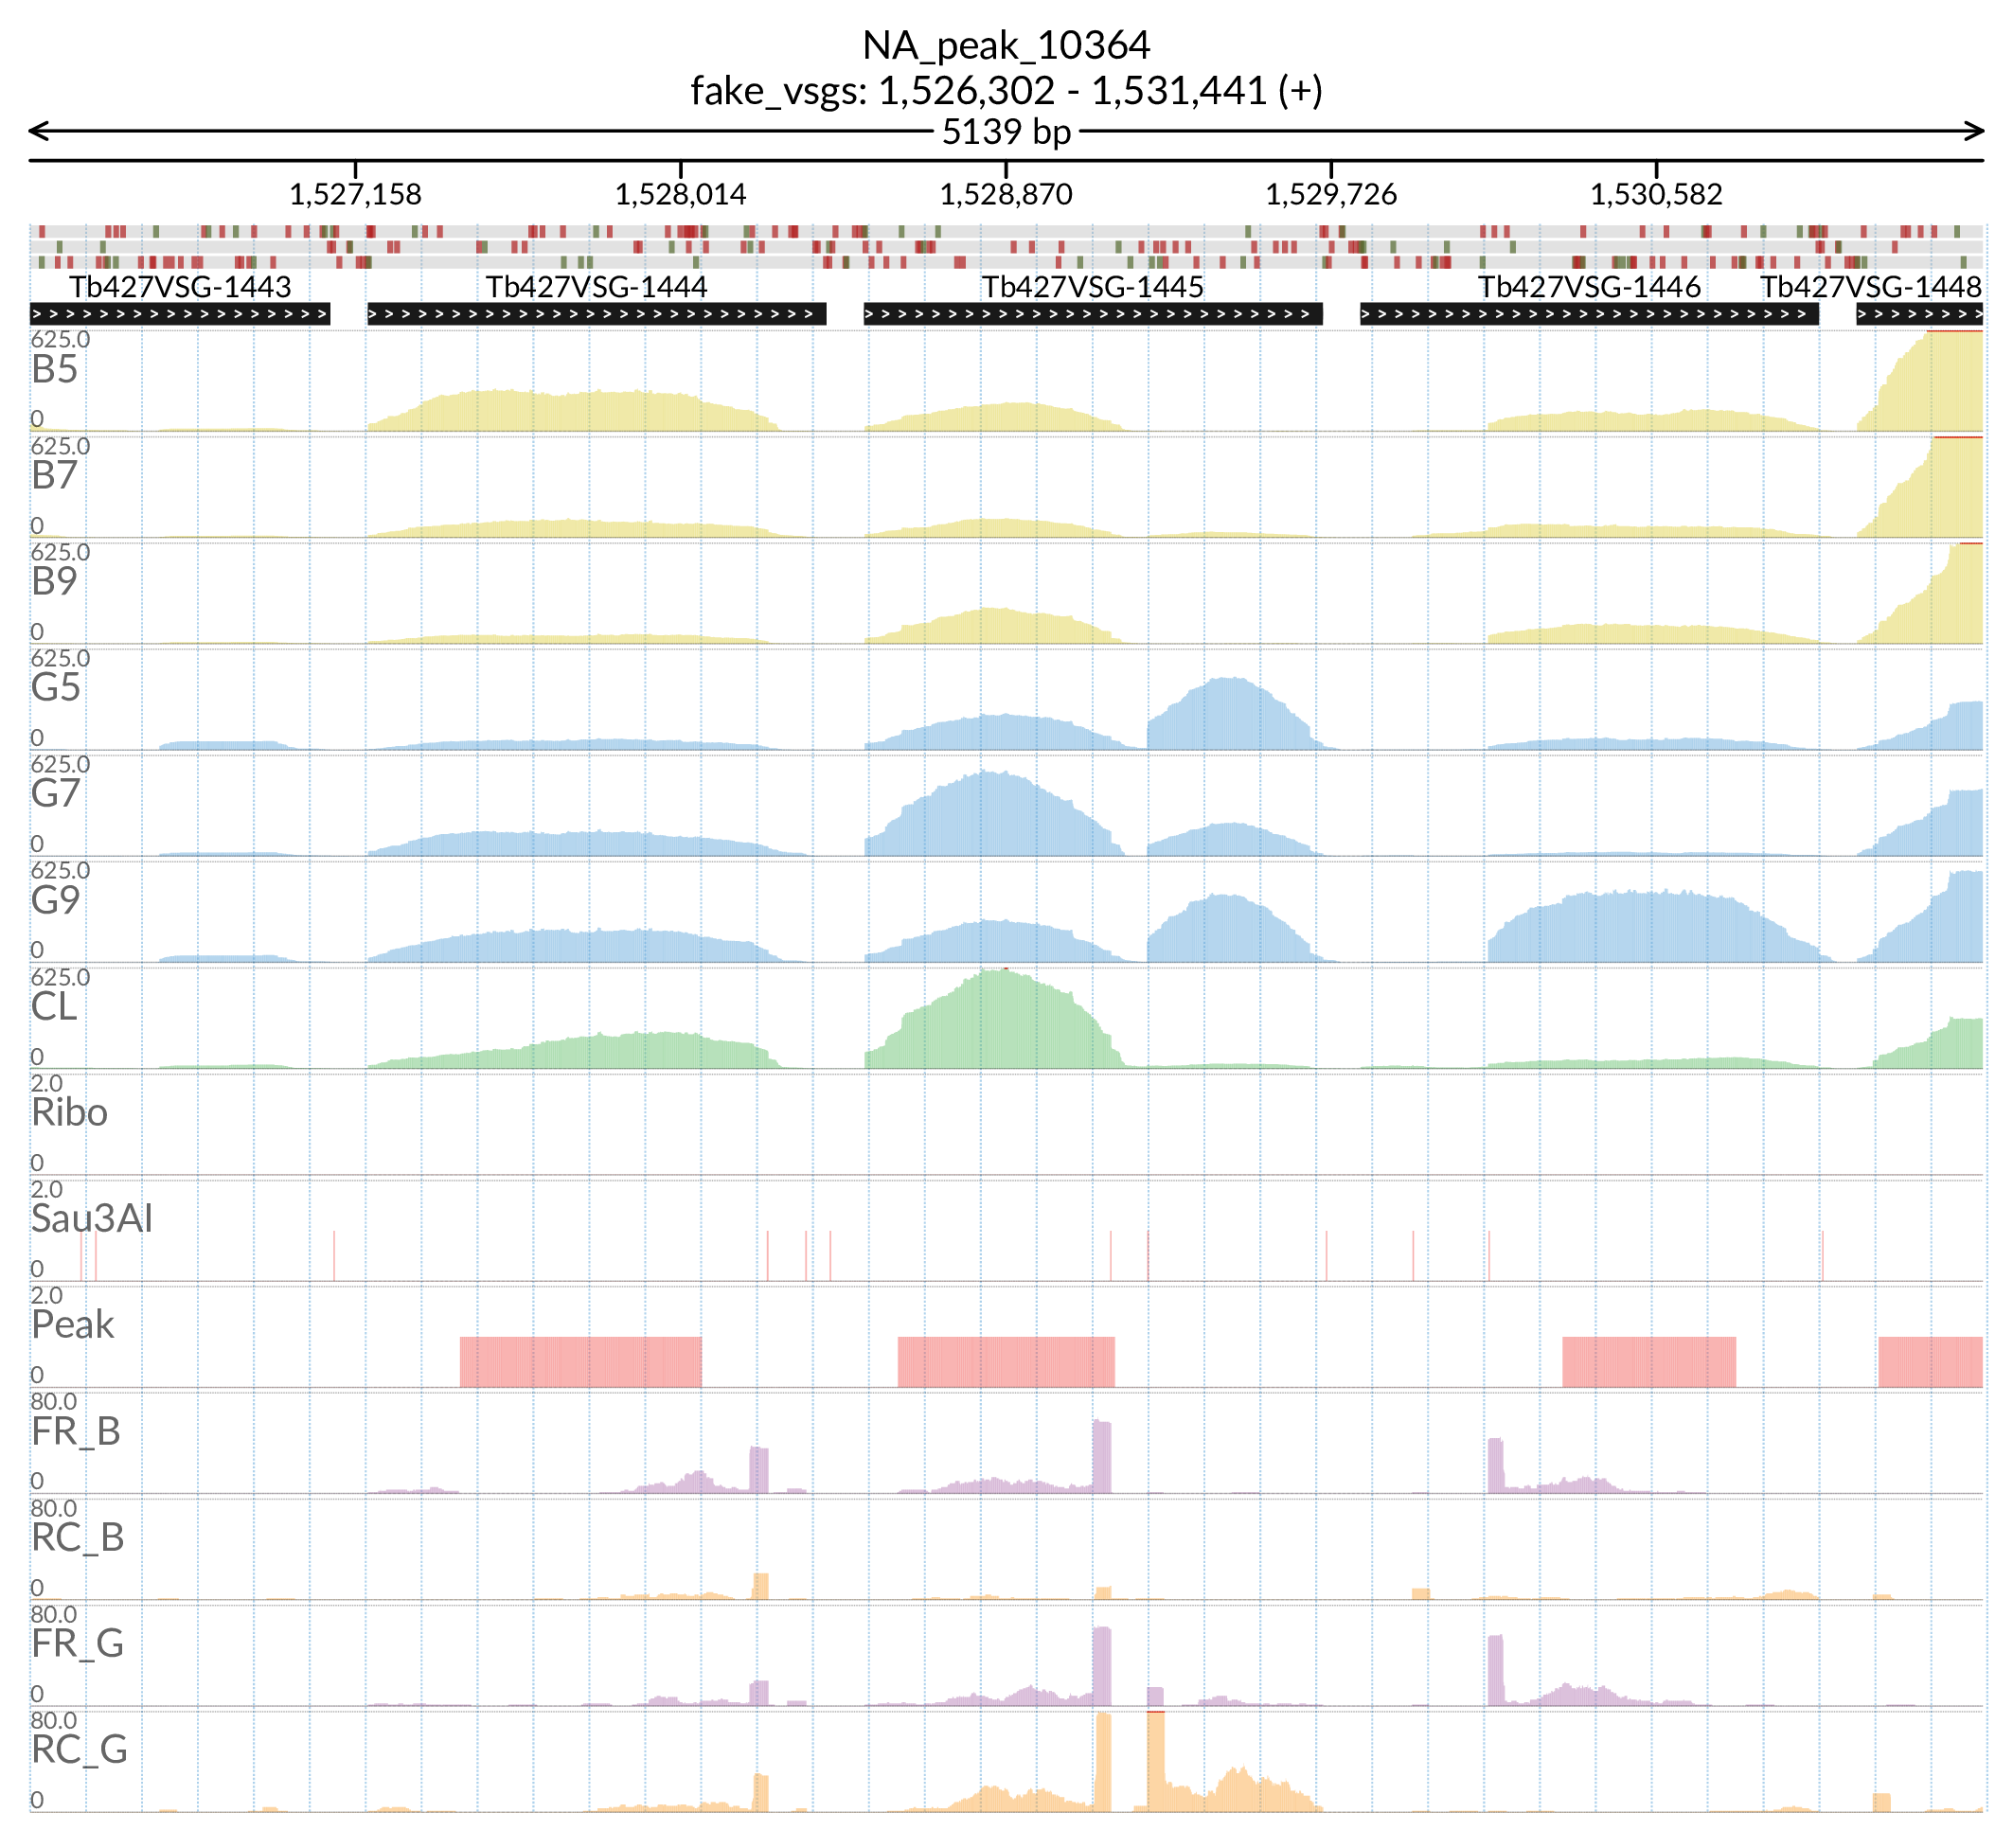 NA_peak_10364
fake_vsgs: 1,526,302 - 1,531,441 (+)
5139 bp
1,527,158 1,528,014 1,528,870 1,529,726 1,530,582
Tb427VSG-1443 Tb427VSG-1444 Tb427VSG-1445 Tb427VSG-1446 Tb427VSG-1448
625.0
B5
0
625.0
B7
0
625.0
B9
0
625.0
G5
0
625.0
G7
0
625.0
G9
0
625.0
CL
0
2.0
Ribo
0
2.0
Sau3AI
0
2.0
Peak
0
80.0
FR_B
0
80.0
RC_B
0
80.0
FR_G
0
80.0
RC_G
0